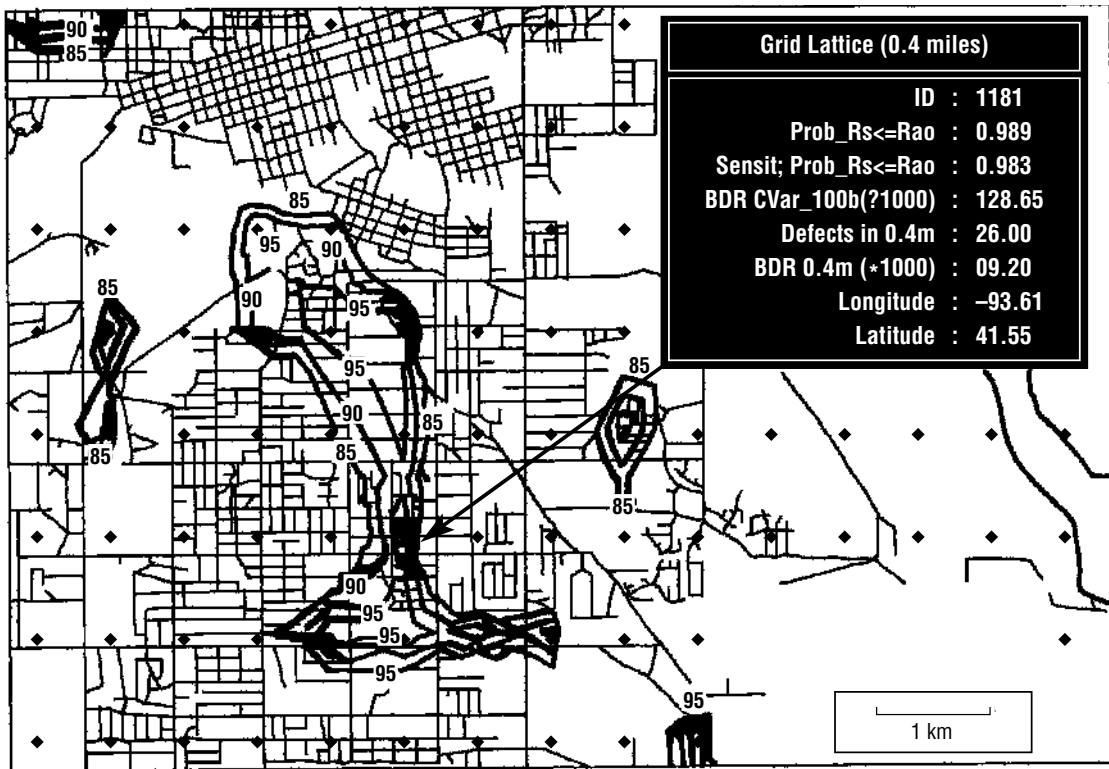 90
85
Grid Lattice (0.4 miles)
ID : 1181
Prob_Rs<=Rao : 0.989
Sensit; Prob_Rs<=Rao : 0.983
BDR CVar_100b(?1000) : 128.65
Defects in 0.4m : 26.00
BDR 0.4m (*1000) : 09.20
Longitude : –93.61
Latitude : 41.55
85
95
90
85
90
95
95
85
90
85
85
85
85
90
95
95
95
95
1 km